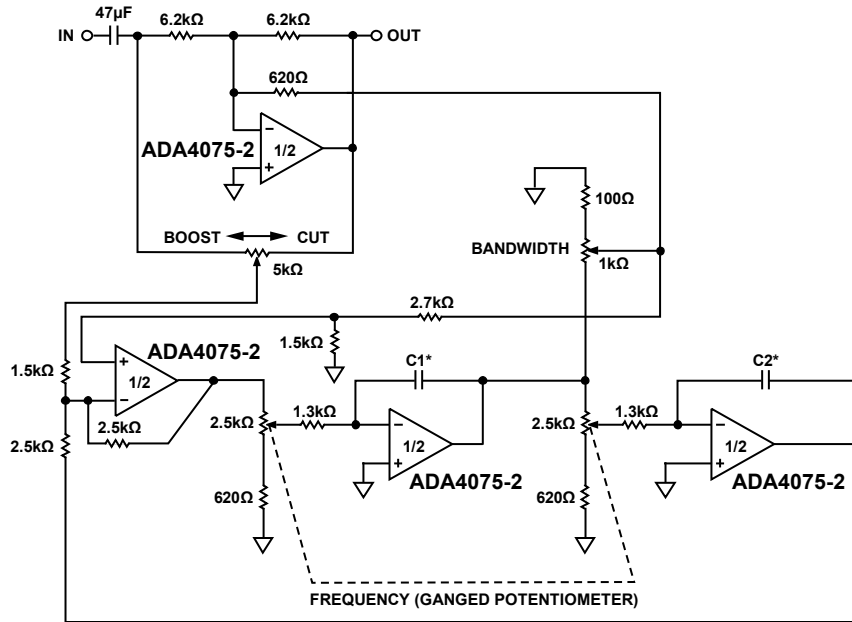 47µF
6.2kΩ
6.2kΩ
IN
OUT
620Ω
ADA4075-2
1/2
−
+
100Ω
BOOST
CUT
5kΩ
BANDWIDTH
1kΩ
2.7kΩ
ADA4075-2
1.5kΩ
1.5kΩ
+
1/2
−
C1*
C2*
2.5kΩ
2.5kΩ
2.5kΩ
1.3kΩ
−
1/2
+
2.5kΩ
1.3kΩ
−
1/2
+
620Ω
ADA4075-2
620Ω
ADA4075-2
FREQUENCY (GANGED POTENTIOMETER)